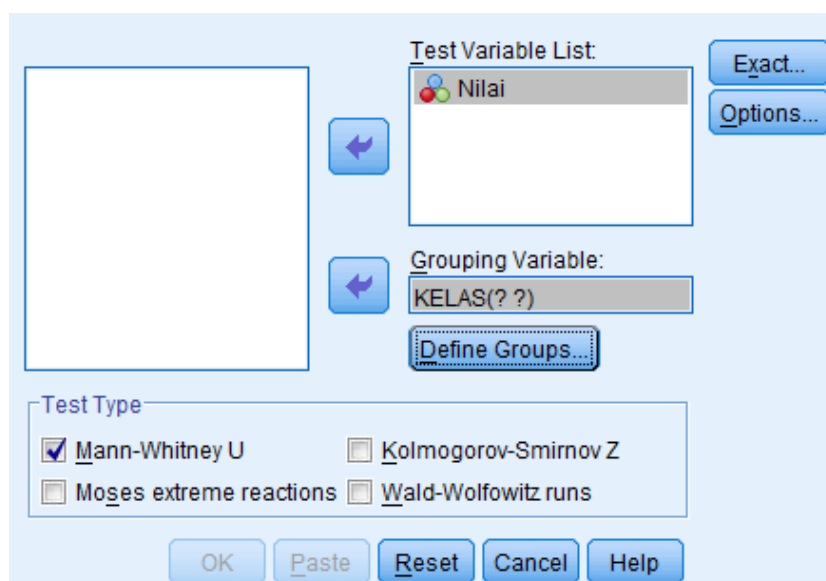 Test Variable List:
Nilai
Exact...
Options...
Grouping Variable:
KELAS(? ?)
Define Groups...
Test Type
Mann-Whitney U
Kolmogorov-Smirnov Z
Moses extreme reactions
Wald-Wolfowitz runs
OK
Paste
Reset
Cancel
Help